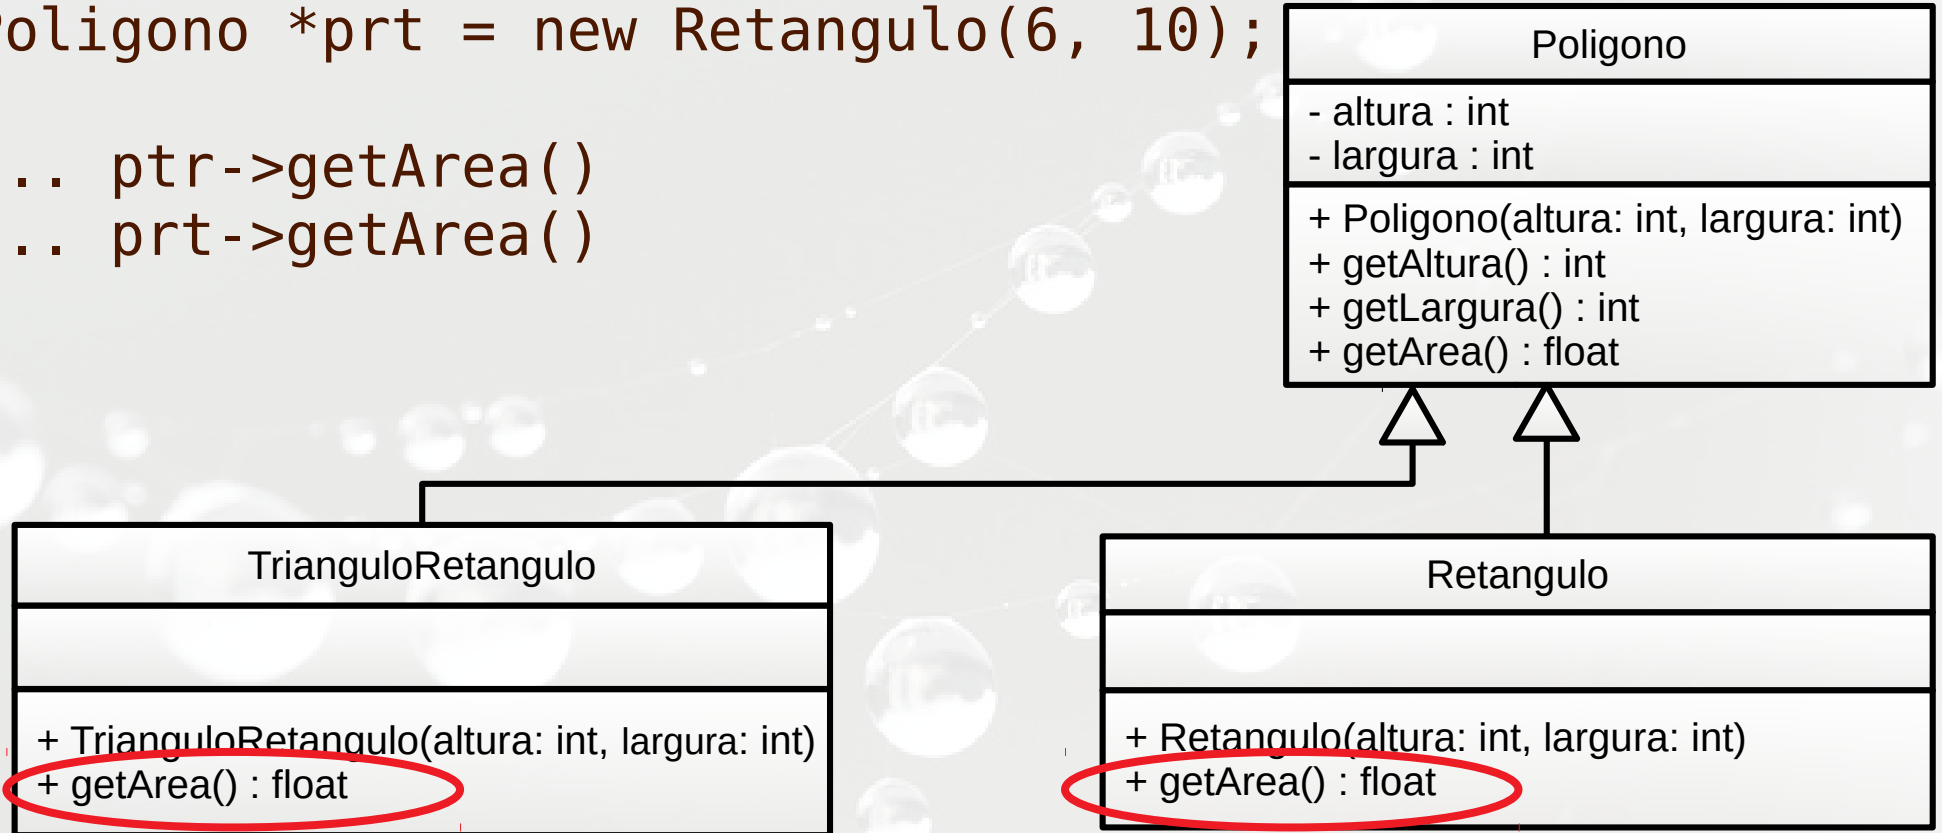 oligono *prt = new Retangulo(6, 10);
.. ptr->getArea()
.. prt->getArea()
Poligono
- altura : int
- largura : int
+ Poligono(altura: int, largura: int)
+ getAltura() : int
+ getLargura() : int
+ getArea() : float
TrianguloRetangulo
+ TrianguloRetangulo(altura: int, largura: int)
+ getArea() : float
Retangulo
+ Retangulo(altura: int, largura: int)
+ getArea() : float